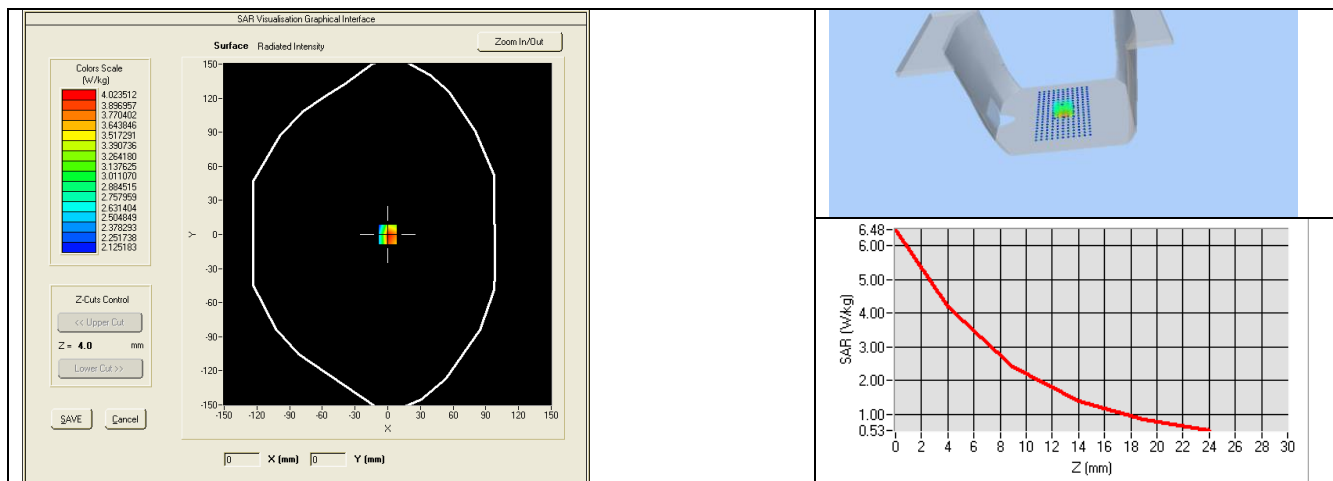 SAR Visualisation Graphical Interface
Surface Radiated Intensity
Zoom In/Out
Colors Scale
(W/kg)
4.023512
3.896957
3.770402
3.643846
3.517291
3.390736
3.264180
3.137625
3.011070
2.884515
2.757959
2.631404
2.504849
2.378293
2.251738
2.125183
Z-Cuts Control
<< Upper Cut
Z = 4.0 mm
Lower Cut >>
SAVE Cancel
150-
120-
90-
60-
30-
0-
-30-
-60-
-90-
-120-
-150-
Y
-150 -120 -90 -60 -30 0 30 60 90 120 150
X
0 X (mm) 0 Y (mm)
6.48
6.00
5.00
4.00
3.00
2.00
1.00
0.53
SAR (W/kg)
0 2 4 6 8 10 12 14 16 18 20 22 24 26 28 30
Z (mm)